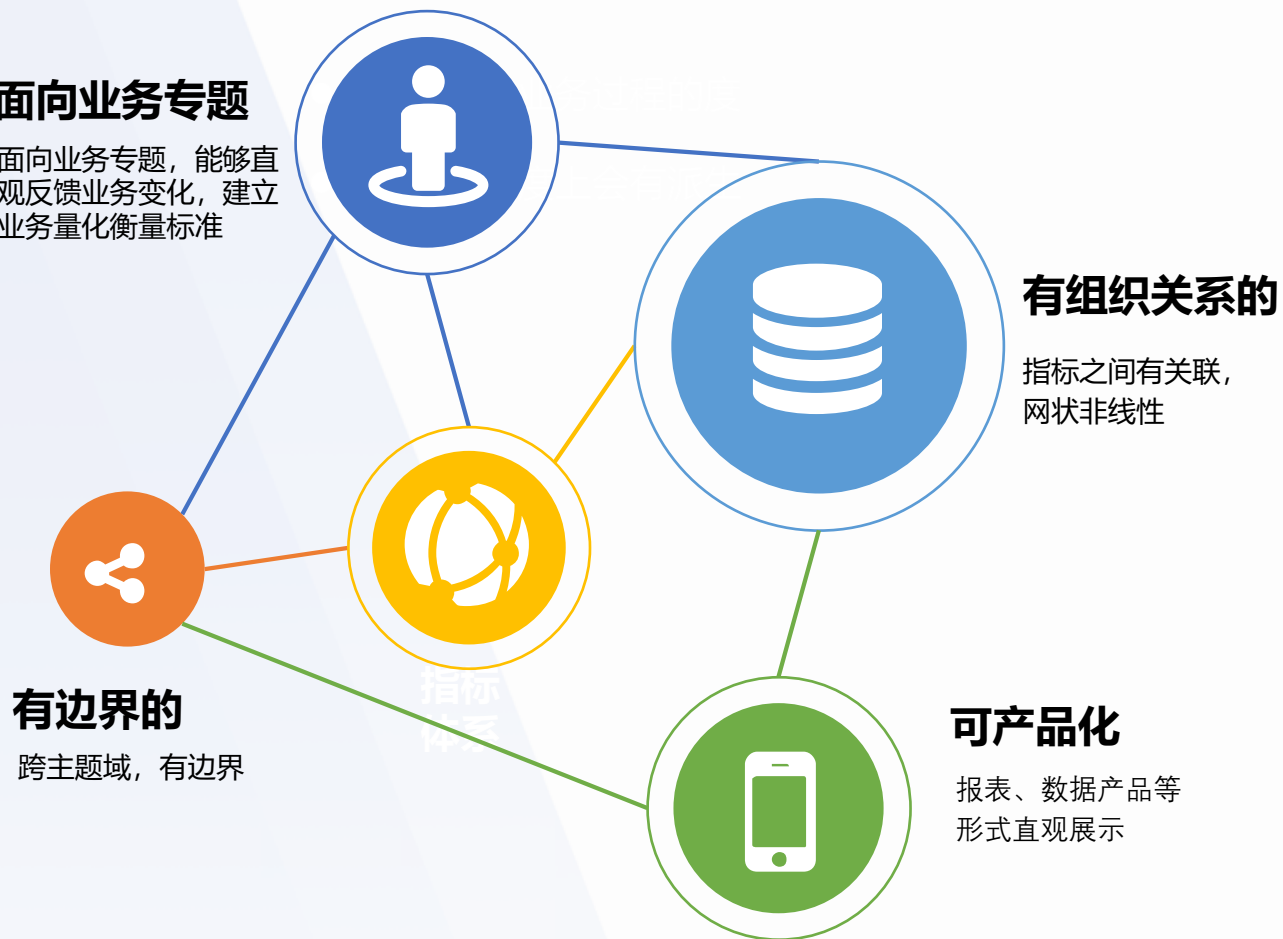 面向业务专题
面向业务专题，能够直
观反馈业务变化，建立
业务量化衡量标准
有组织关系的
指标之间有关联，
网状非线性
指标
体系
有边界的
跨主题域，有边界
可产品化
报表、数据产品等
形式直观展示